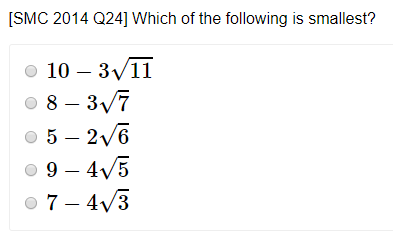 [SMC 2014 Q24] Which of the following is smallest?
10 – 3√11
8 – 3√7
5 – 2√6
9 – 4√5
7 – 4√3